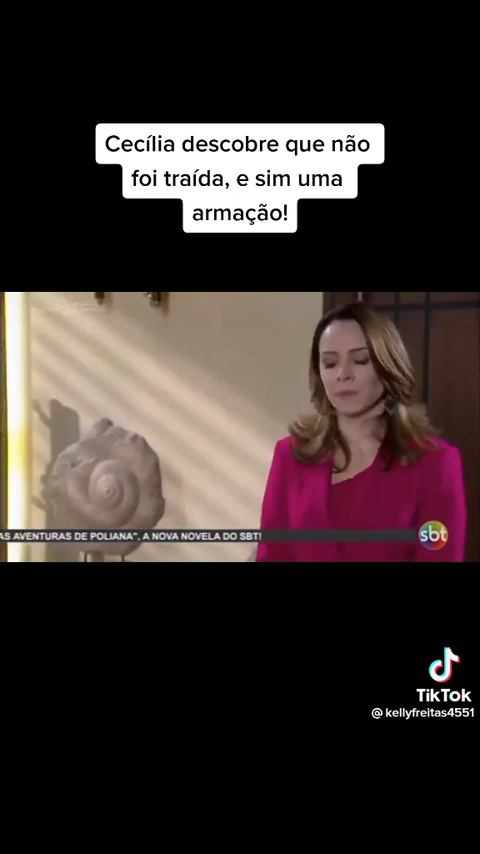 Cecília descobre que não
foi traída, e sim uma
armação!
AS AVENTURAS DE POLIANA", A NOVA NOVELA DO SBT!
sbt
TikTok
@kellyfreitas4551